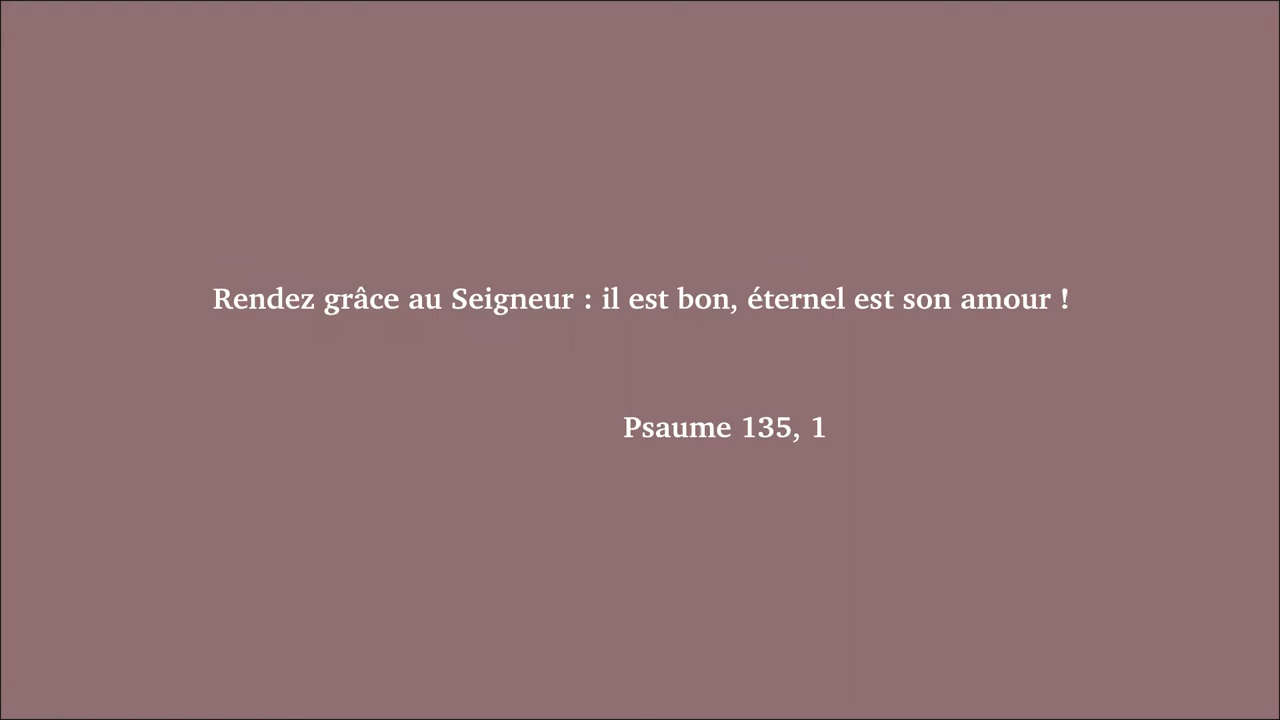 Rendez grâce au Seigneur : il est bon, éternel est son amour !
Psaume 135, 1